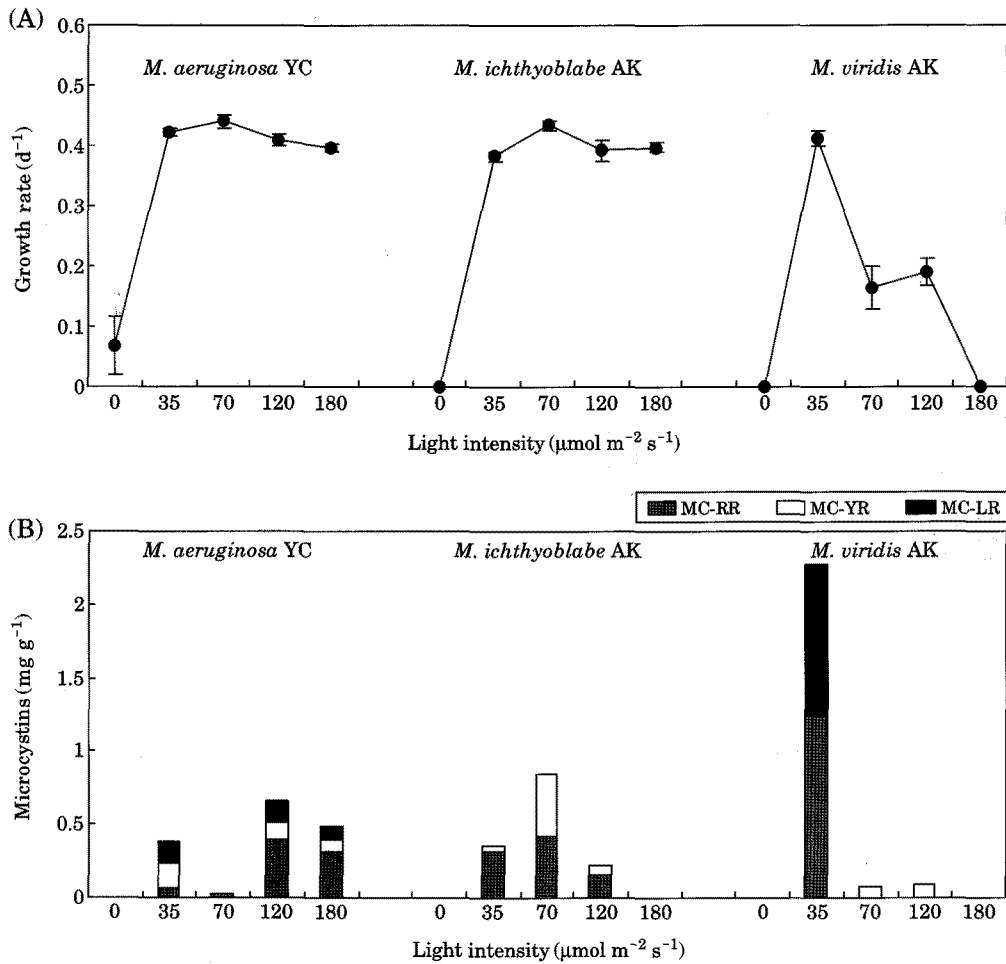 (A)
0.6
0.5
0.4
0.3
0.2
0.1
0
Growth rate (d⁻¹)
M. aeruginosa YC
M. ichthyoblabe AK
M. viridis AK
0 35 70 120 180 0 35 70 120 180 0 35 70 120 180
Light intensity (μmol m⁻² s⁻¹)
MC-RR MC-YR MC-LR
(B)
2.5
2
1.5
1
0.5
0
Microcystins (mg g⁻¹)
M. aeruginosa YC
M. ichthyoblabe AK
M. viridis AK
0 35 70 120 180 0 35 70 120 180 0 35 70 120 180
Light intensity (μmol m⁻² s⁻¹)